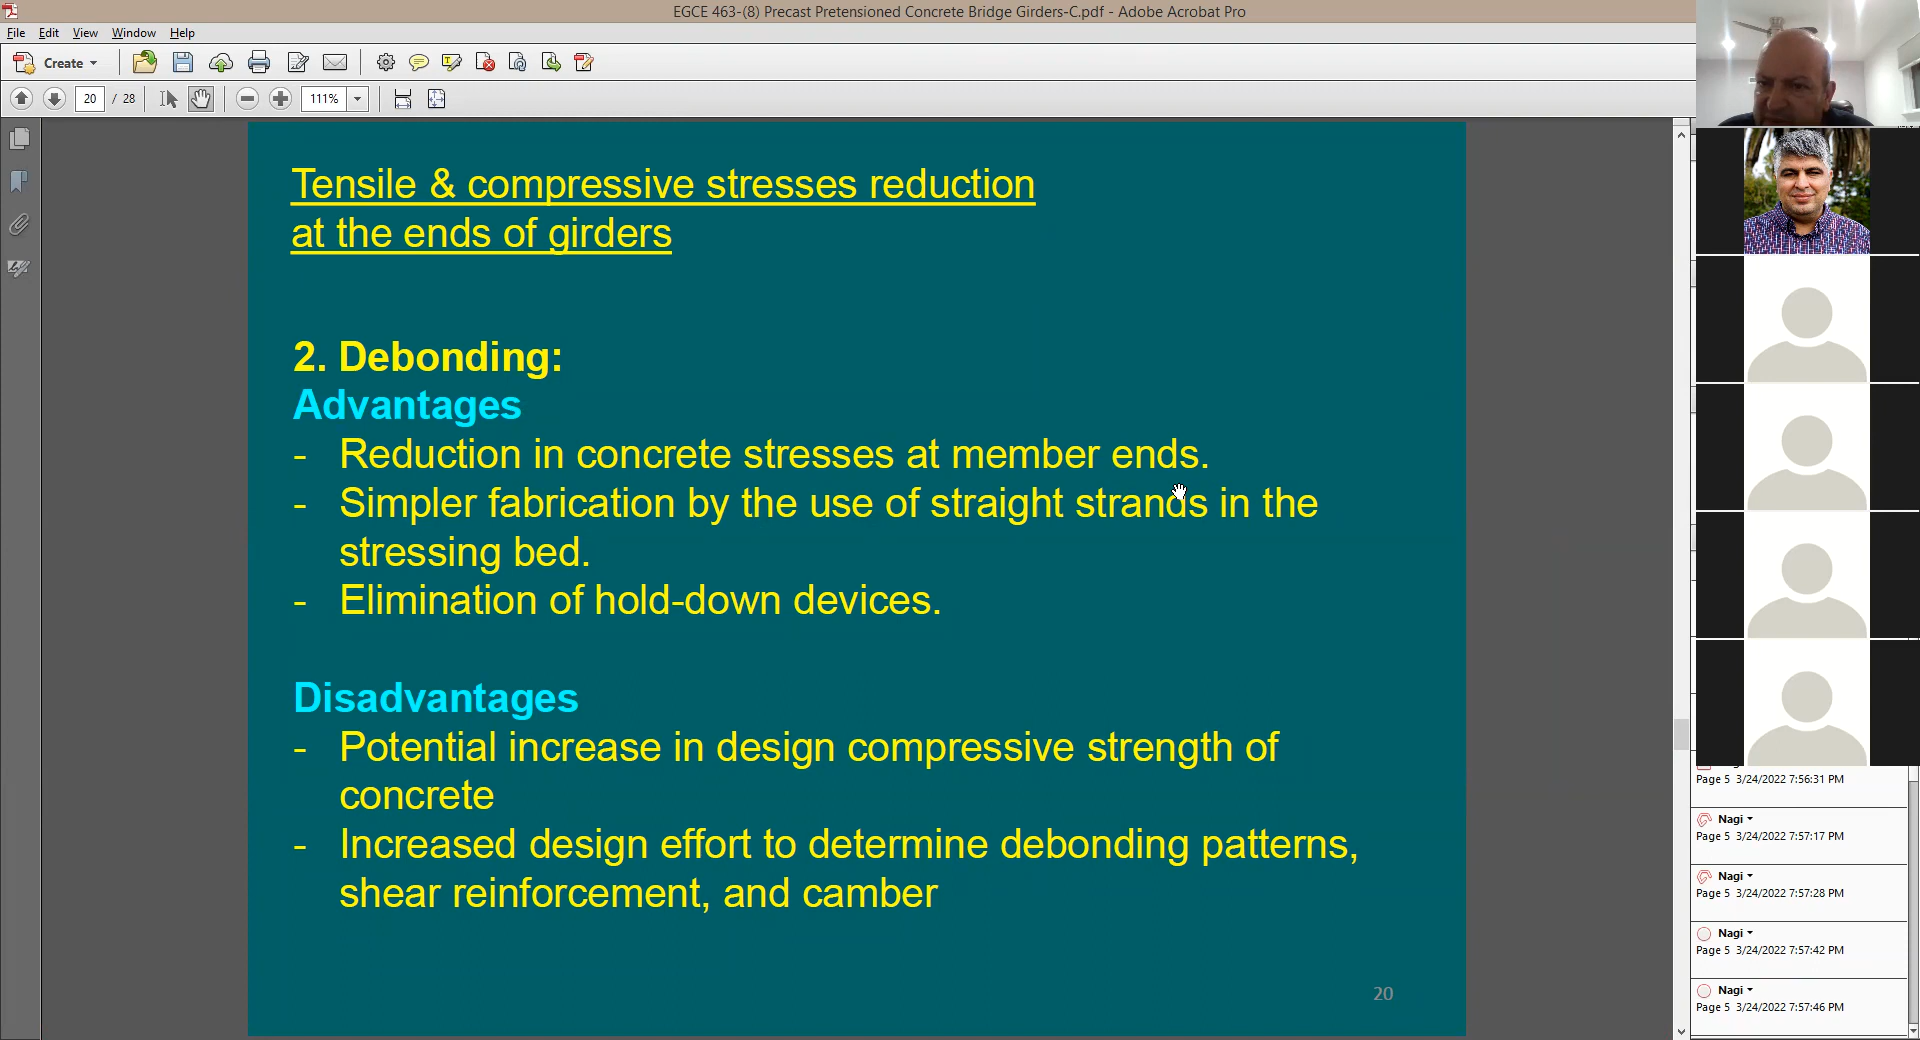 EGCE 463-(8) Precast Pretensioned Concrete Bridge Girders-C.pdf - Adobe Acrobat Pro
File Edit View Window Help
Create
20 / 28 111%
Tensile & compressive stresses reduction
at the ends of girders
2. Debonding:
Advantages
- Reduction in concrete stresses at member ends.
- Simpler fabrication by the use of straight strands in the
stressing bed.
- Elimination of hold-down devices.
Disadvantages
- Potential increase in design compressive strength of
concrete
- Increased design effort to determine debonding patterns,
shear reinforcement, and camber
20
Page 5 3/24/2022 7:56:31 PM
Nagi
Page 5 3/24/2022 7:57:17 PM
Nagi
Page 5 3/24/2022 7:57:28 PM
Nagi
Page 5 3/24/2022 7:57:42 PM
Nagi
Page 5 3/24/2022 7:57:46 PM